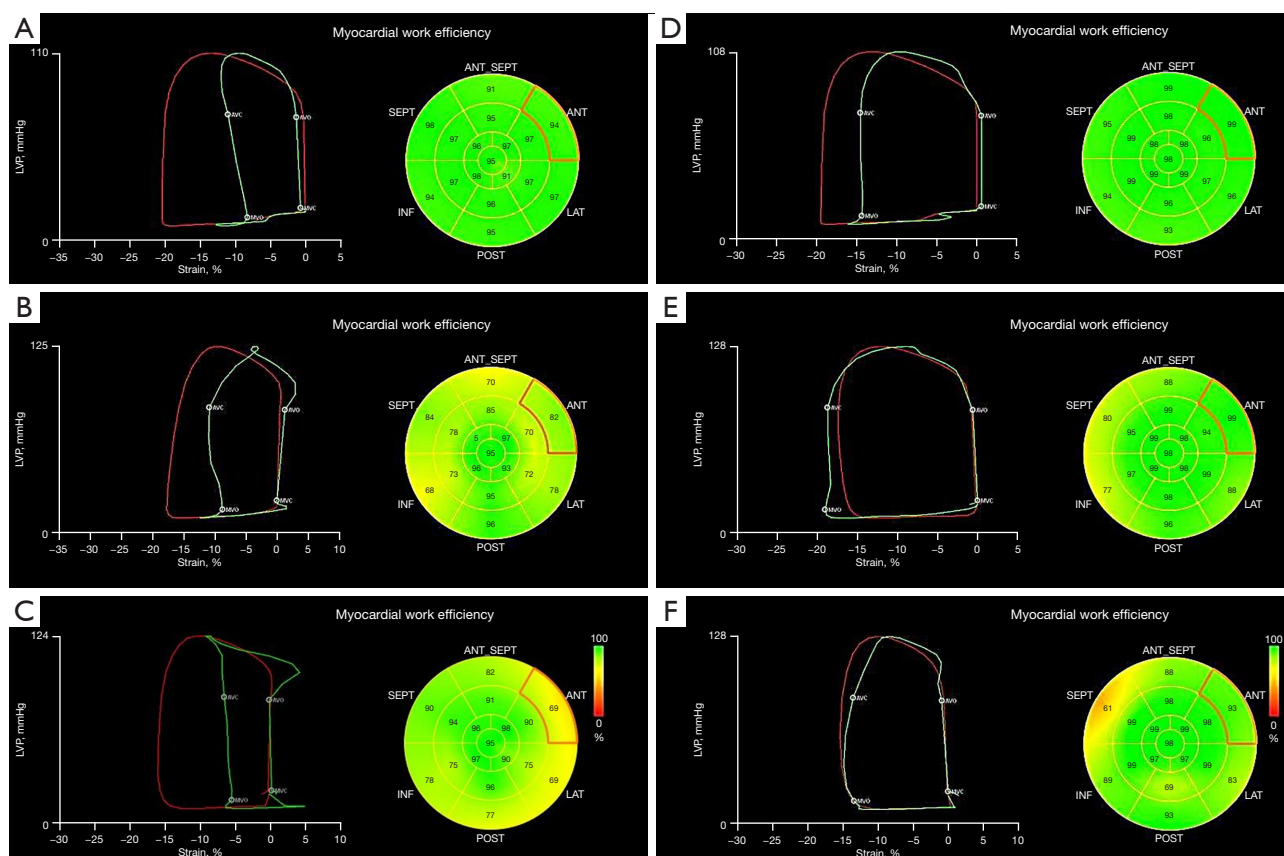 A
Myocardial work efficiency
110
LVP, mmHg
0
AVC
AVO
MVO
MVC
−35 −30 −25 −20 −15 −10 −5 0 5
Strain, %
ANT_SEPT
SEPT
ANT
INF
LAT
POST
91
98 95 94
97 96 97 97
95
97 98 91 97
94 96 97
95
D
Myocardial work efficiency
108
LVP, mmHg
0
AVC
AVO
MVO
MVC
−30 −25 −20 −15 −10 −5 0 5
Strain, %
ANT_SEPT
SEPT
ANT
INF
LAT
POST
99
95 98 99
99 98 98 96
98
99 99 98 96
96 99 96
93
B
Myocardial work efficiency
125
LVP, mmHg
0
AVC
AVO
MVO
MVC
−35 −30 −25 −20 −15 −10 −5 0 5 10
Strain, %
ANT_SEPT
SEPT
ANT
INF
LAT
POST
70
84 85 82
78 5 97 70
95
73 96 93 72
68 95 78
96
E
Myocardial work efficiency
128
LVP, mmHg
0
AVC
AVO
MVO
MVC
−30 −25 −20 −15 −10 −5 0 5
Strain, %
ANT_SEPT
SEPT
ANT
INF
LAT
POST
88
80 99 99
95 99 98 94
98
97 99 98 99
77 98 88
96
C
Myocardial work efficiency
124
LVP, mmHg
0
AVC
AVO
MVO
MVC
−30 −25 −20 −15 −10 −5 0 5 10
Strain, %
ANT_SEPT
SEPT
ANT
INF
LAT
POST
82
90 91 69
94 96 98 90
95
84 97 90 75
78 96 69
77
100
0
%
F
Myocardial work efficiency
128
LVP, mmHg
0
AVC
AVO
MVO
MVC
−30 −25 −20 −15 −10 −5 0 5 10
Strain, %
ANT_SEPT
SEPT
ANT
INF
LAT
POST
88
61 98 93
99 99 98 93
98
99 97 97 99
89 69 83
93
100
0
%